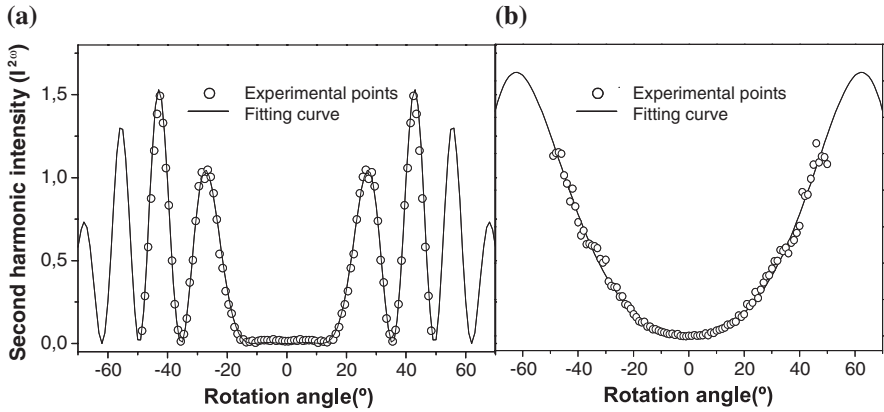 (a)
(b)
Second harmonic intensity (I²ω)
1,5
1,0
0,5
0,0
Experimental points
Fitting curve
-60 -40 -20 0 20 40 60
Rotation angle(º)
Experimental points
Fitting curve
-60 -40 -20 0 20 40 60
Rotation angle(º)